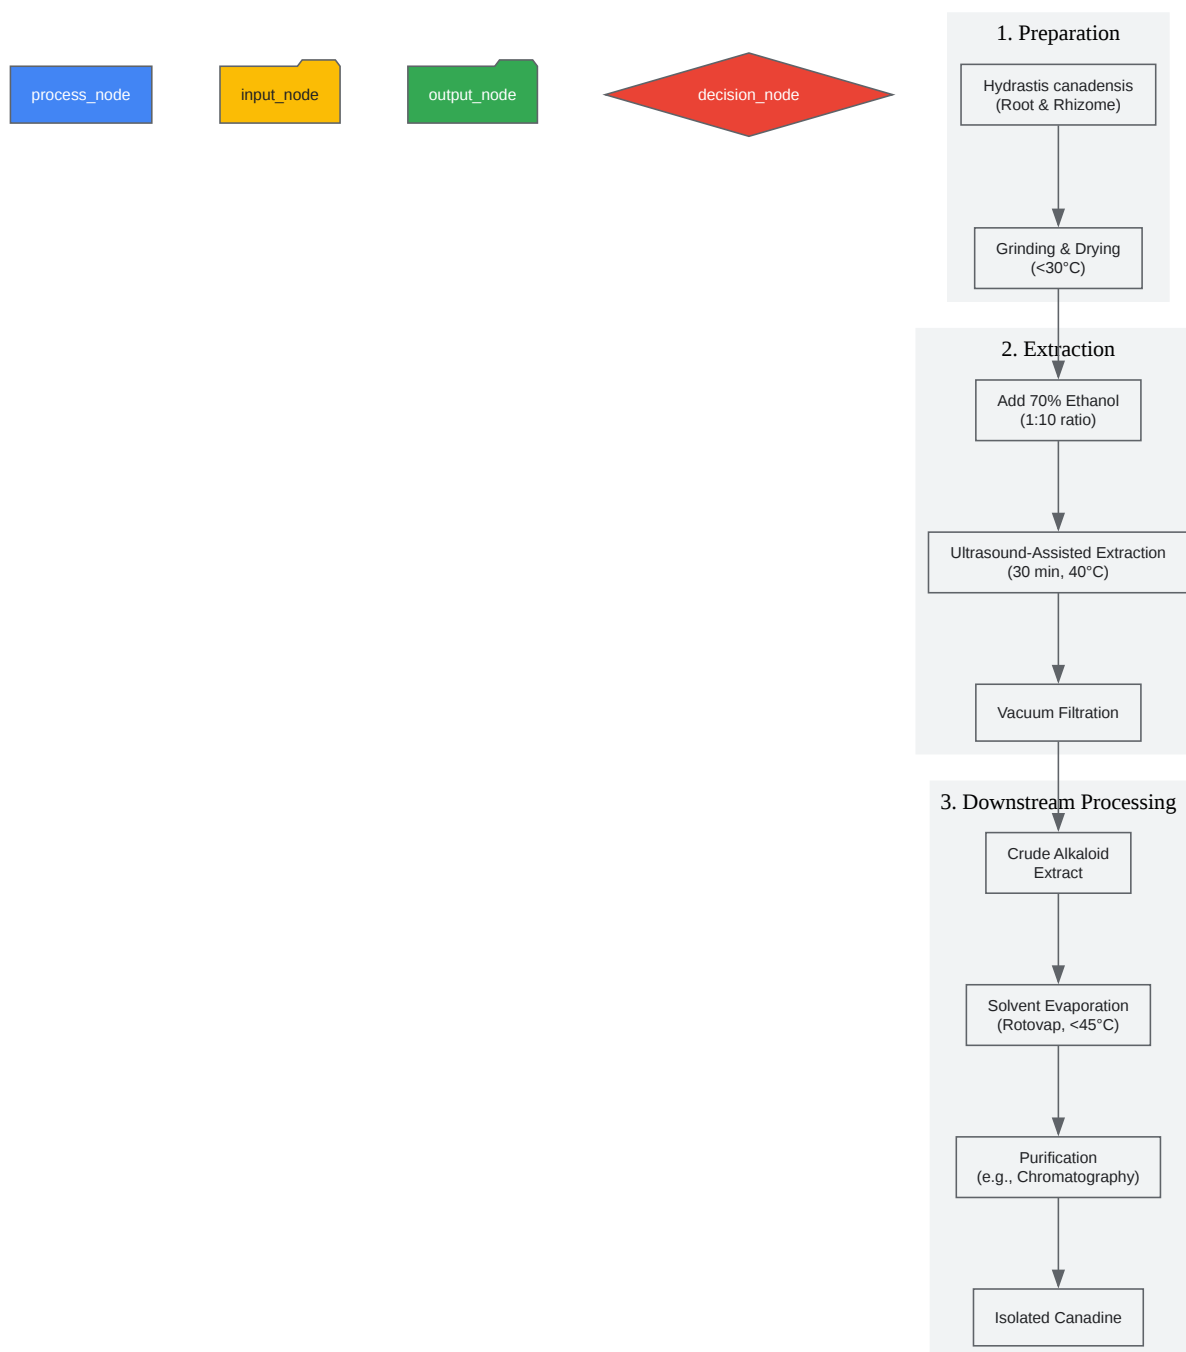 process_node
input_node
output_node
decision_node
1. Preparation
Hydrastis canadensis
(Root & Rhizome)
Grinding & Drying
(<30°C)
2. Extraction
Add 70% Ethanol
(1:10 ratio)
Ultrasound-Assisted Extraction
(30 min, 40°C)
Vacuum Filtration
3. Downstream Processing
Crude Alkaloid
Extract
Solvent Evaporation
(Rotovap, <45°C)
Purification
(e.g., Chromatography)
Isolated Canadine